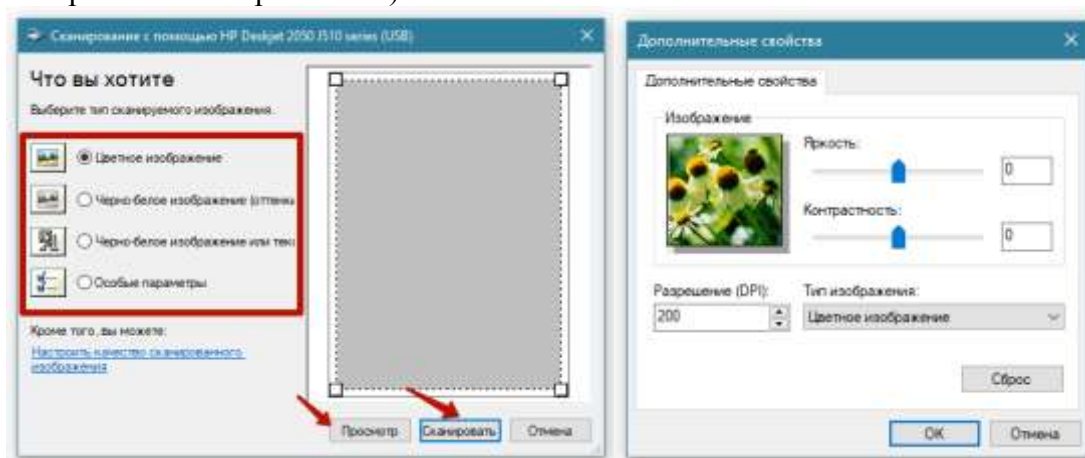 Сканирование с помощью HP Deskjet 2050 J510 series (USB)
Что вы хотите
Выберите тип сканируемого изображения.
Цветное изображение
Черно-белое изображение (оттенки
Черно-белое изображение или
Особые параметры
Кроме того, вы можете:
Настроить качество сканированного
изображения
Просмотр
Сканировать
Отмена
Дополнительные свойства
Дополнительные свойства
Изображение
Яркость:
0
Контрастность:
0
Разрешение (DPI):
Тип изображения:
200
Цветное изображение
Сброс
OK
Отмена